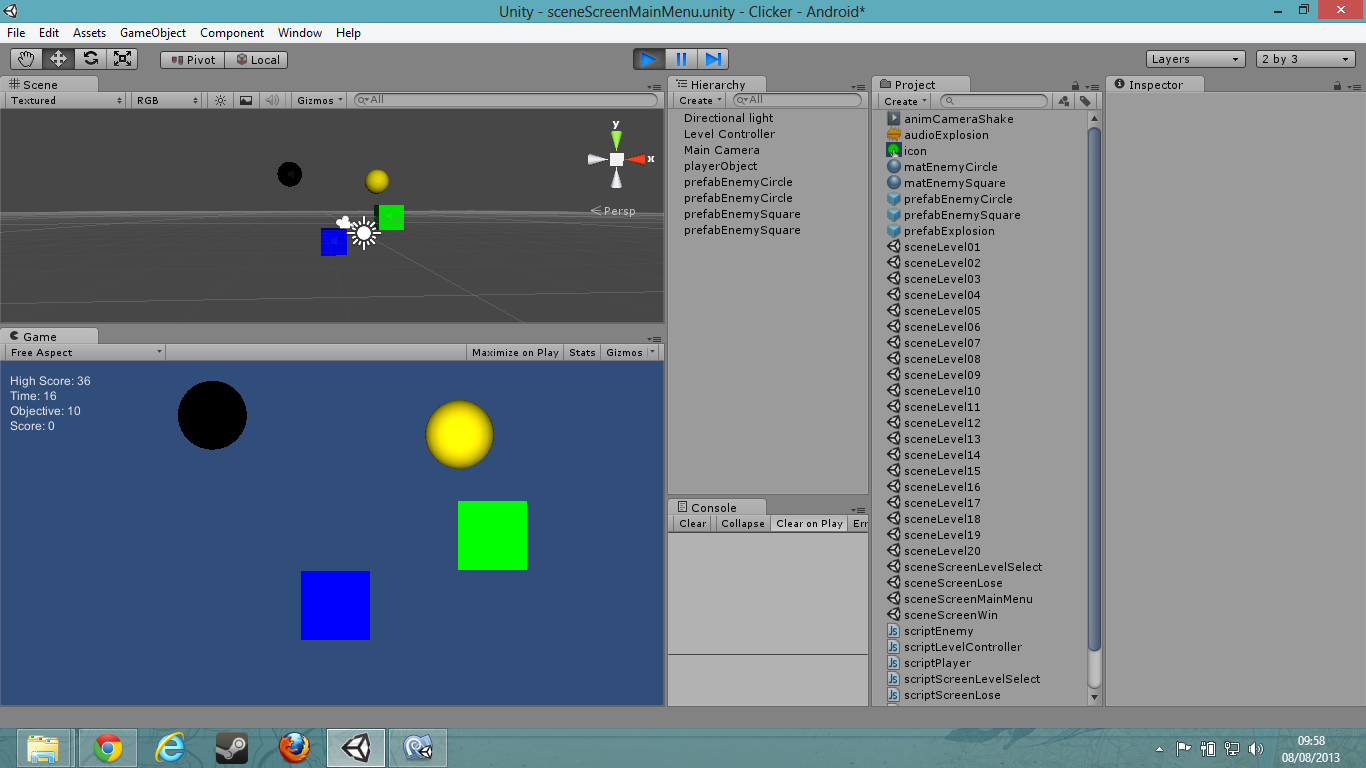 Unity - sceneScreenMainMenu.unity - Clicker - Android*
File Edit Assets GameObject Component Window Help
Pivot Local
Layers
2 by 3
Scene
Textured RGB Gizmos All
y
x
Persp
Game
Free Aspect Maximize on Play Stats Gizmos
High Score: 36
Time: 16
Objective: 10
Score: 0
Hierarchy
Create All
Directional light
Level Controller
Main Camera
playerObject
prefabEnemyCircle
prefabEnemyCircle
prefabEnemySquare
prefabEnemySquare
Console
Clear Collapse Clear on Play Err
Project
Create
animCameraShake
audioExplosion
icon
matEnemyCircle
matEnemySquare
prefabEnemyCircle
prefabEnemySquare
prefabExplosion
sceneLevel01
sceneLevel02
sceneLevel03
sceneLevel04
sceneLevel05
sceneLevel06
sceneLevel07
sceneLevel08
sceneLevel09
sceneLevel10
sceneLevel11
sceneLevel12
sceneLevel13
sceneLevel14
sceneLevel15
sceneLevel16
sceneLevel17
sceneLevel18
sceneLevel19
sceneLevel20
sceneScreenLevelSelect
sceneScreenLose
sceneScreenMainMenu
sceneScreenWin
Js scriptEnemy
Js scriptLevelController
Js scriptPlayer
Js scriptScreenLevelSelect
Js scriptScreenLose
Inspector
09:58
08/08/2013